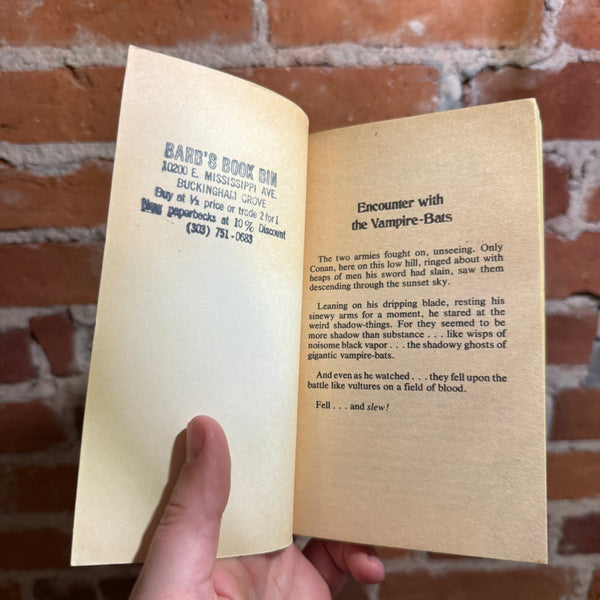 BARB'S BOOK BIN
10200 E. MISSISSIPPI AVE.
BUCKINGHAM GROVE
Buy at ½ price or trade 2 for 1
New paperbacks at 10% Discount
(303) 751-0683
Encounter with
the Vampire-Bats
The two armies fought on, unseeing. Only
Conan, here on this low hill, ringed about with
heaps of men his sword had slain, saw them
descending through the sunset sky.
Leaning on his dripping blade, resting his
sinewy arms for a moment, he stared at the
weird shadow-things. For they seemed to be
more shadow than substance . . . like wisps of
noisome black vapor . . . the shadowy ghosts of
gigantic vampire-bats.
And even as he watched . . . they fell upon the
battle like vultures on a field of blood.
Fell . . . and slew!